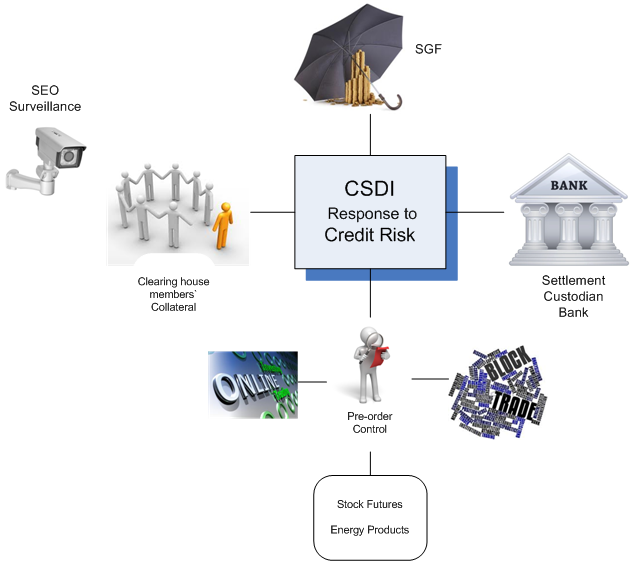 SGF
SEO
Surveillance
CSDI
Response to
Credit Risk
BANK
Clearing house
members`
Collateral
Settlement
Custodian
Bank
ONLINE
BLOCK
TRADE
Pre-order
Control
Stock Futures
Energy Products